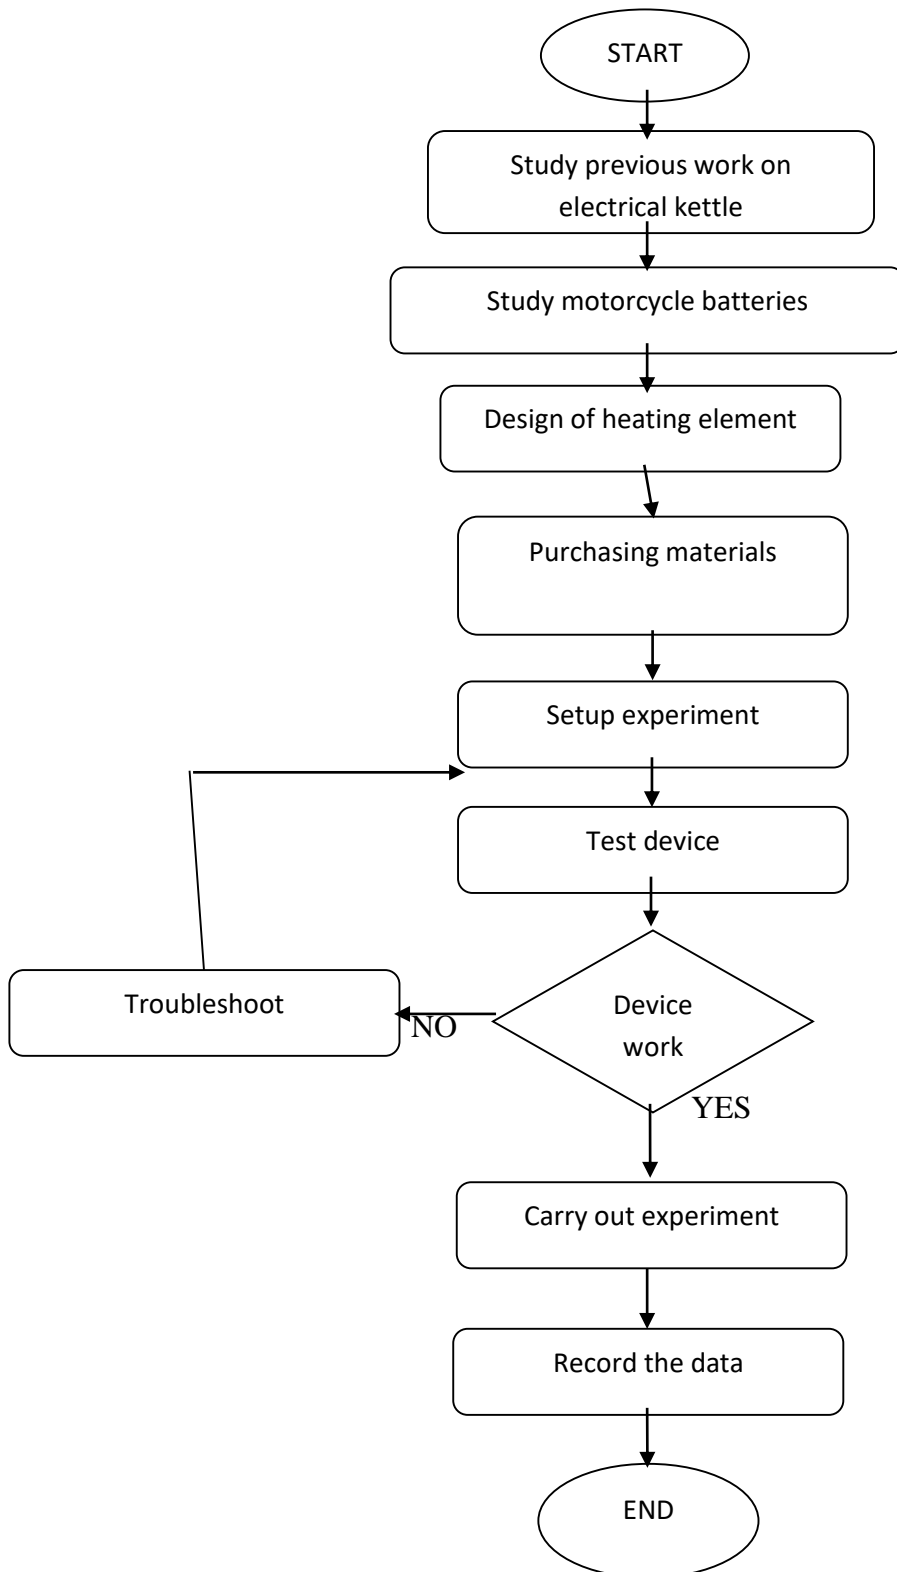 START
Study previous work on
electrical kettle
Study motorcycle batteries
Design of heating element
Purchasing materials
Setup experiment
Test device
Troubleshoot
NO
Device
work
YES
Carry out experiment
Record the data
END